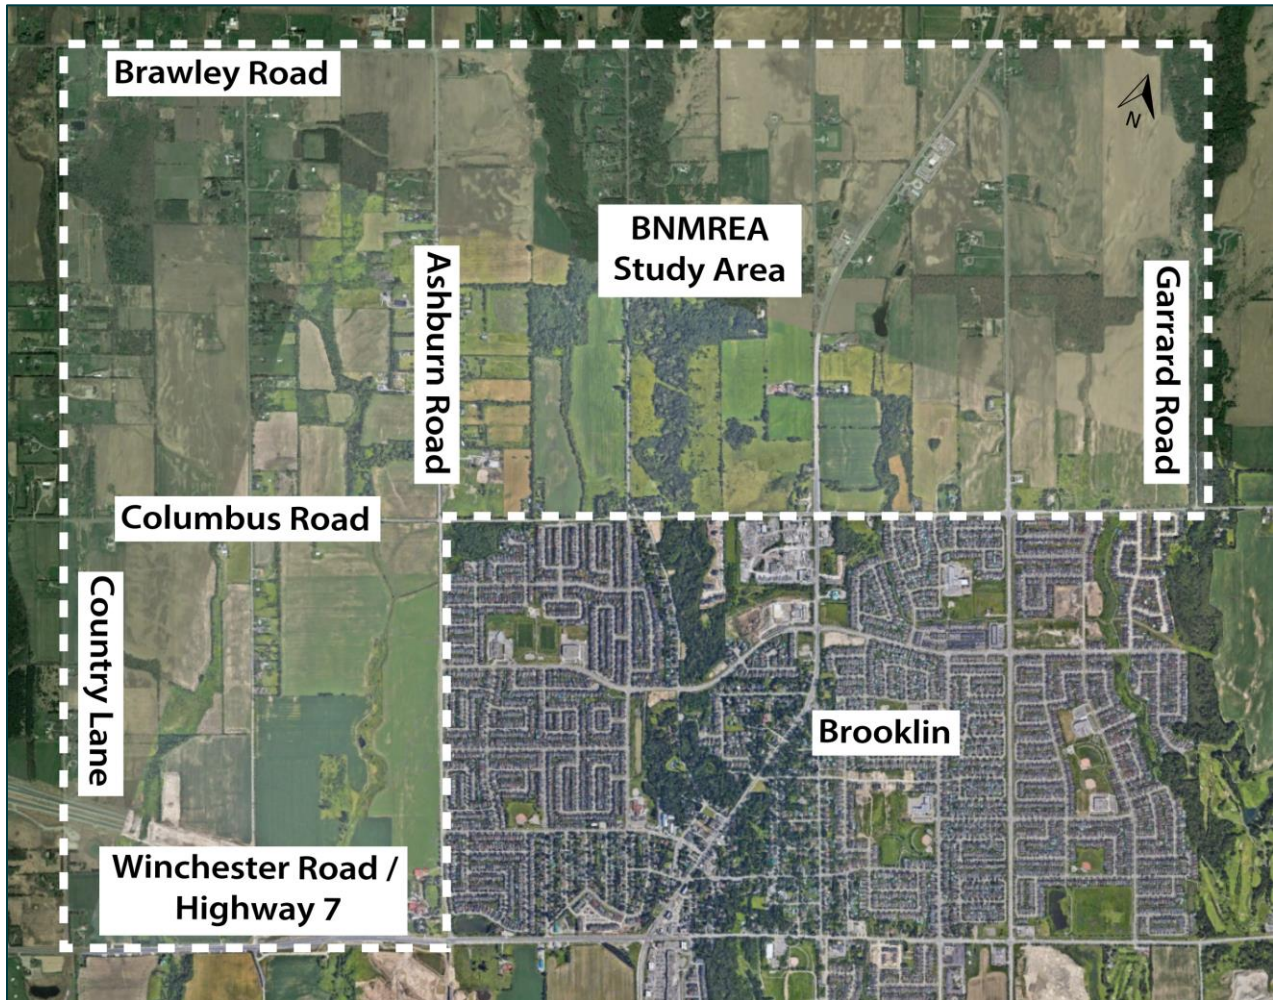 Brawley Road
N
BNMREA
Study Area
Ashburn Road
Garrard Road
Columbus Road
Country Lane
Brooklin
Winchester Road /
Highway 7